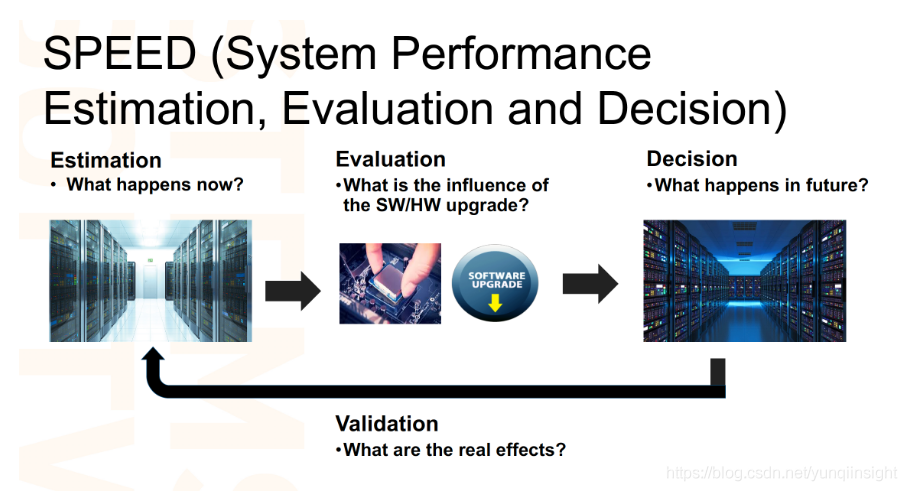 SPEED (System Performance
Estimation, Evaluation and Decision)
Estimation
• What happens now?
Evaluation
•What is the influence of
the SW/HW upgrade?
Decision
•What happens in future?
SOFTWARE
UPGRADE
Validation
•What are the real effects?
https://blog.csdn.net/yunqiinsight